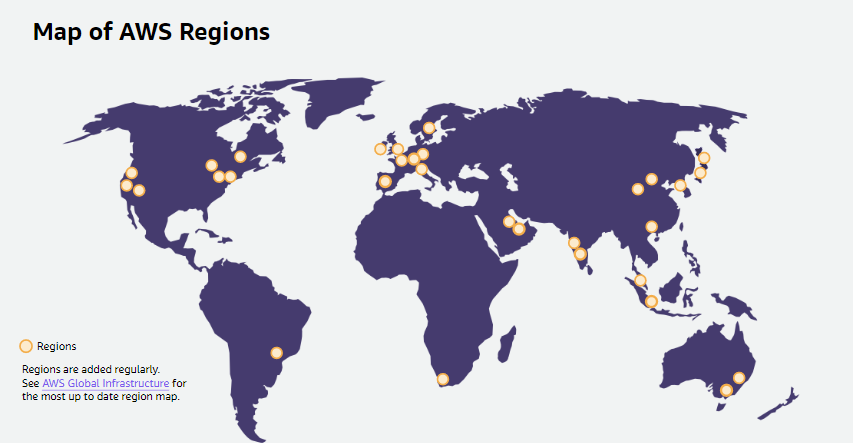 Map of AWS Regions
Regions
Regions are added regularly.
See AWS Global Infrastructure for
the most up to date region map.